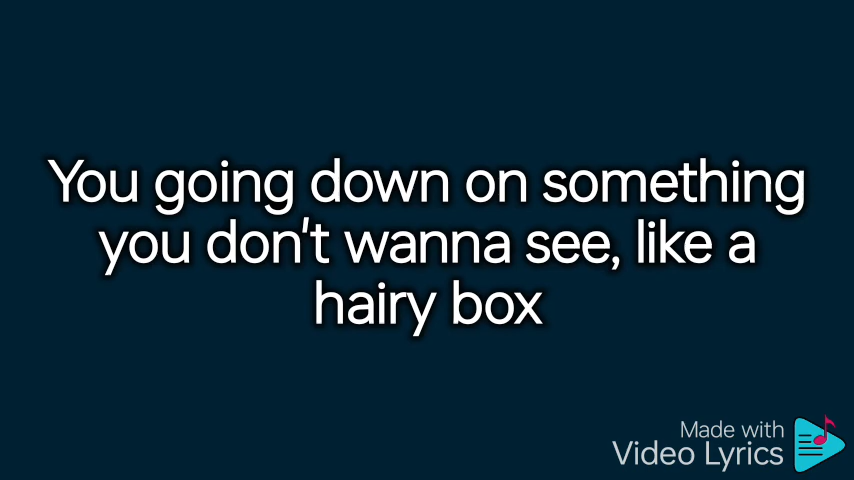 You going down on something
you don't wanna see, like a
hairy box
Made with
Video Lyrics